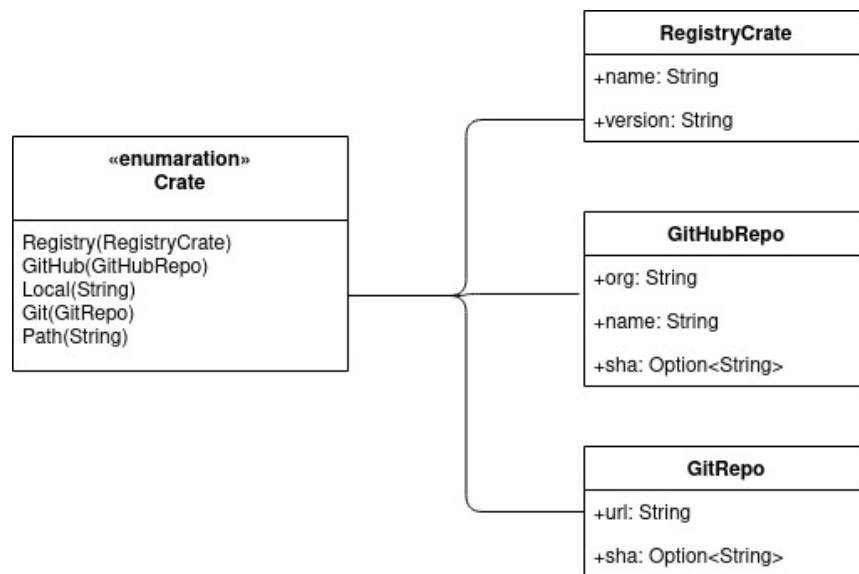 «enumaration»
Crate
Registry(RegistryCrate)
GitHub(GitHubRepo)
Local(String)
Git(GitRepo)
Path(String)
RegistryCrate
+name: String
+version: String
GitHubRepo
+org: String
+name: String
+sha: Option<String>
GitRepo
+url: String
+sha: Option<String>